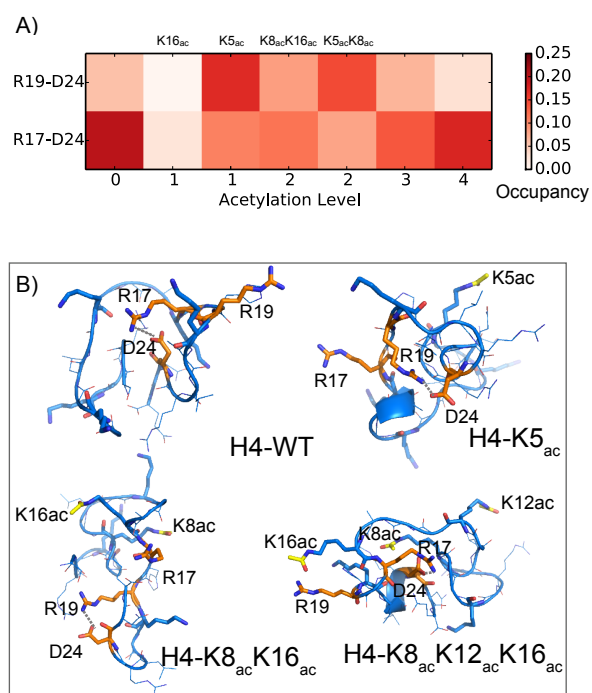 A)
K16ac K5ac K8acK16ac K5acK8ac
R19-D24
R17-D24
0 1 1 2 2 3 4
Acetylation Level
0.25
0.20
0.15
0.10
0.05
0.00
Occupancy
B)
R17
R19
D24
H4-WT
K5ac
R19
R17
D24
H4-K5ac
K16ac
K8ac
R17
R19
D24
H4-K8acK16ac
K12ac
K8ac
K16ac
R17
D24
R19
H4-K8acK12acK16ac